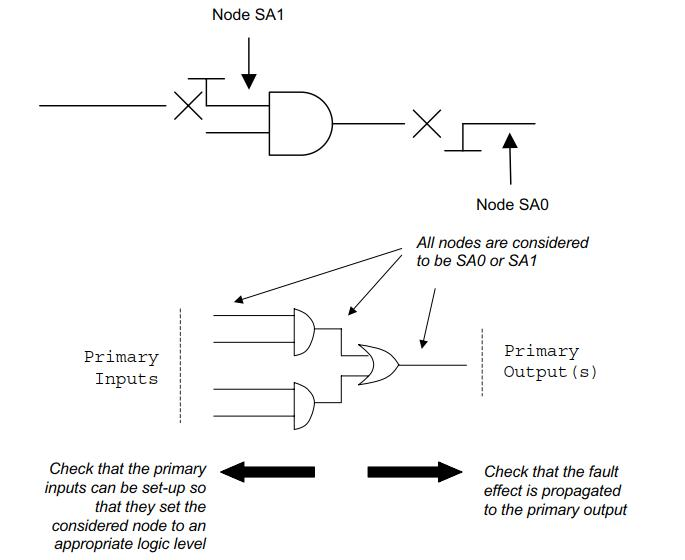 Node SA1
Node SA0
All nodes are considered
to be SA0 or SA1
Primary
Inputs
Primary
Output(s)
Check that the primary
inputs can be set-up so
that they set the
considered node to an
appropriate logic level
Check that the fault
effect is propagated
to the primary output